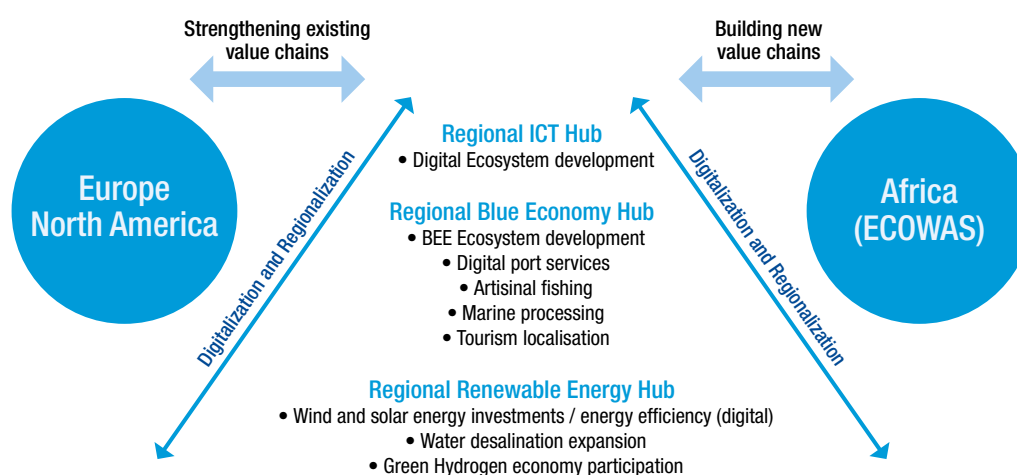 Strengthening existing
value chains
Building new
value chains
Europe
North America
Digitalization and Regionalization
Regional ICT Hub
• Digital Ecosystem development
Regional Blue Economy Hub
• BEE Ecosystem development
• Digital port services
• Artisinal fishing
• Marine processing
• Tourism localisation
Regional Renewable Energy Hub
• Wind and solar energy investments / energy efficiency (digital)
• Water desalination expansion
• Green Hydrogen economy participation
Digitalization and Regionalization
Africa
(ECOWAS)